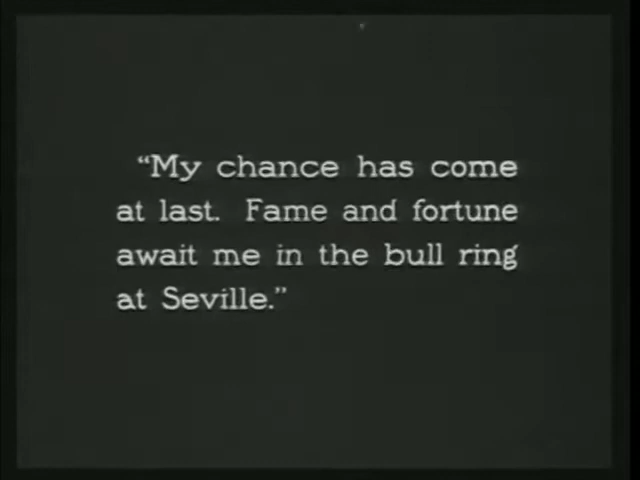 “My chance has come
at last. Fame and fortune
await me in the bull ring
at Seville.”